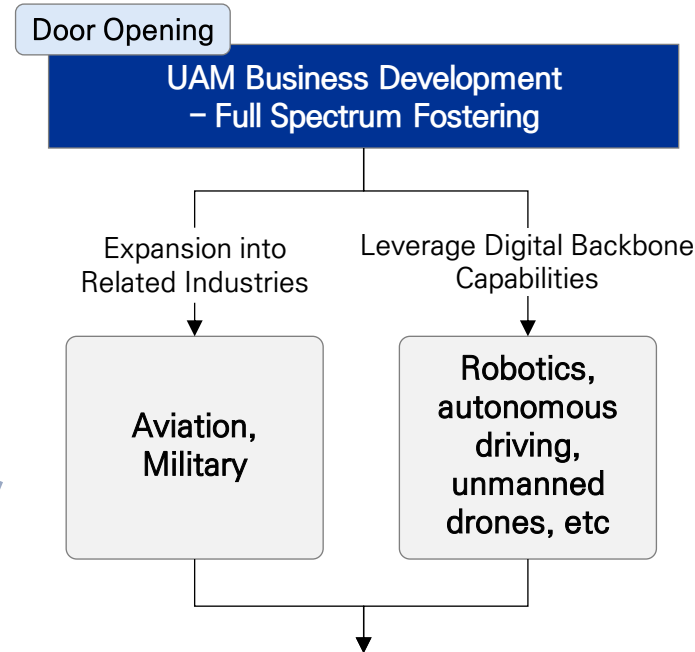 Door Opening
UAM Business Development
– Full Spectrum Fostering
Expansion into
Related Industries
Leverage Digital Backbone
Capabilities
Aviation,
Military
Robotics,
autonomous
driving,
unmanned
drones, etc